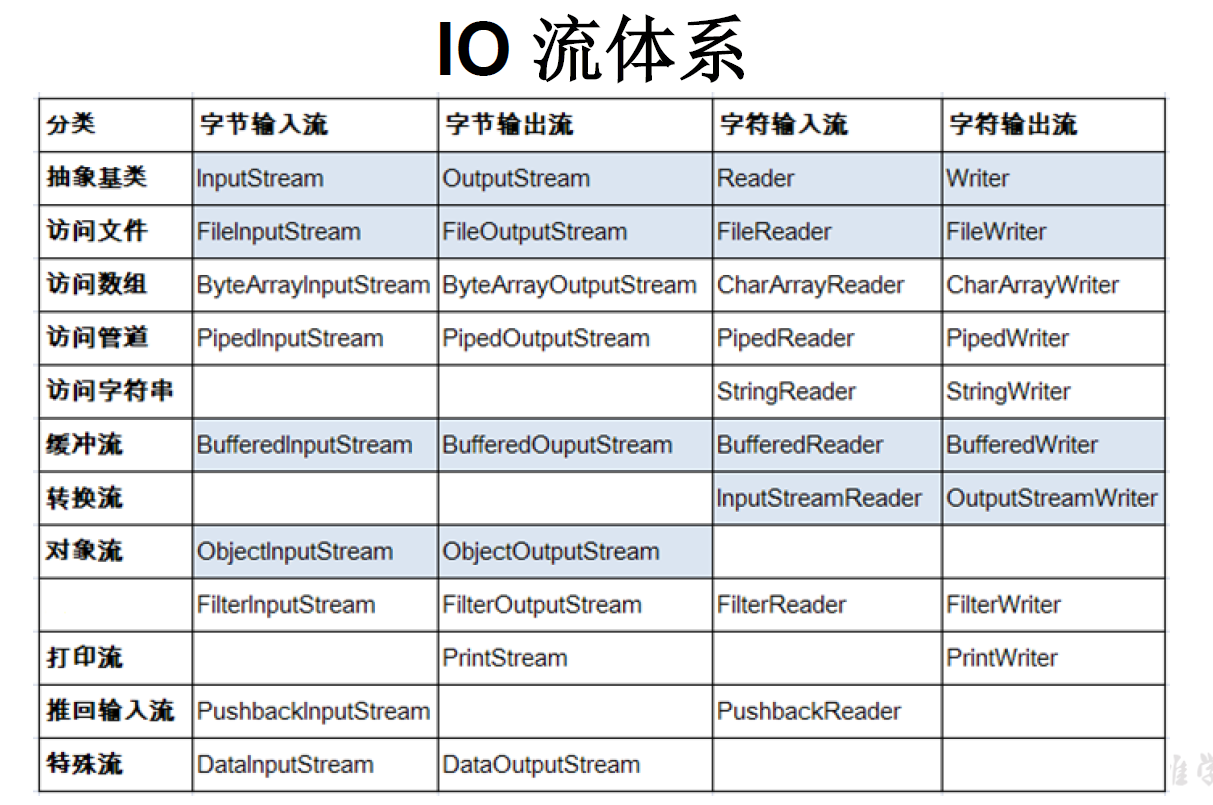 IO 流体系
分类 字节输入流 字节输出流 字符输入流 字符输出流
抽象基类 InputStream OutputStream Reader Writer
访问文件 FileInputStream FileOutputStream FileReader FileWriter
访问数组 ByteArrayInputStream ByteArrayOutputStream CharArrayReader CharArrayWriter
访问管道 PipedInputStream PipedOutputStream PipedReader PipedWriter
访问字符串 StringReader StringWriter
缓冲流 BufferedInputStream BufferedOuputStream BufferedReader BufferedWriter
转换流 InputStreamReader OutputStreamWriter
对象流 ObjectInputStream ObjectOutputStream
FilterInputStream FilterOutputStream FilterReader FilterWriter
打印流 PrintStream PrintWriter
推回输入流 PushbackInputStream PushbackReader
特殊流 DataInputStream DataOutputStream